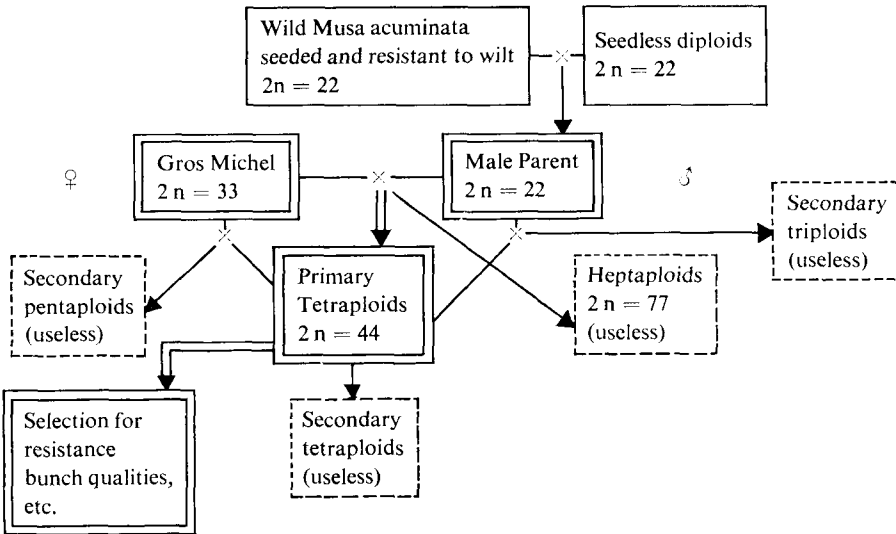 Wild Musa acuminata
seeded and resistant to wilt
2n = 22
Seedless diploids
2 n = 22
♀
Gros Michel
2 n = 33
Male Parent
2 n = 22
♂
Secondary
triploids
(useless)
Secondary
pentaploids
(useless)
Primary
Tetraploids
2 n = 44
Heptaploids
2 n = 77
(useless)
Selection for
resistance
bunch qualities,
etc.
Secondary
tetraploids
(useless)